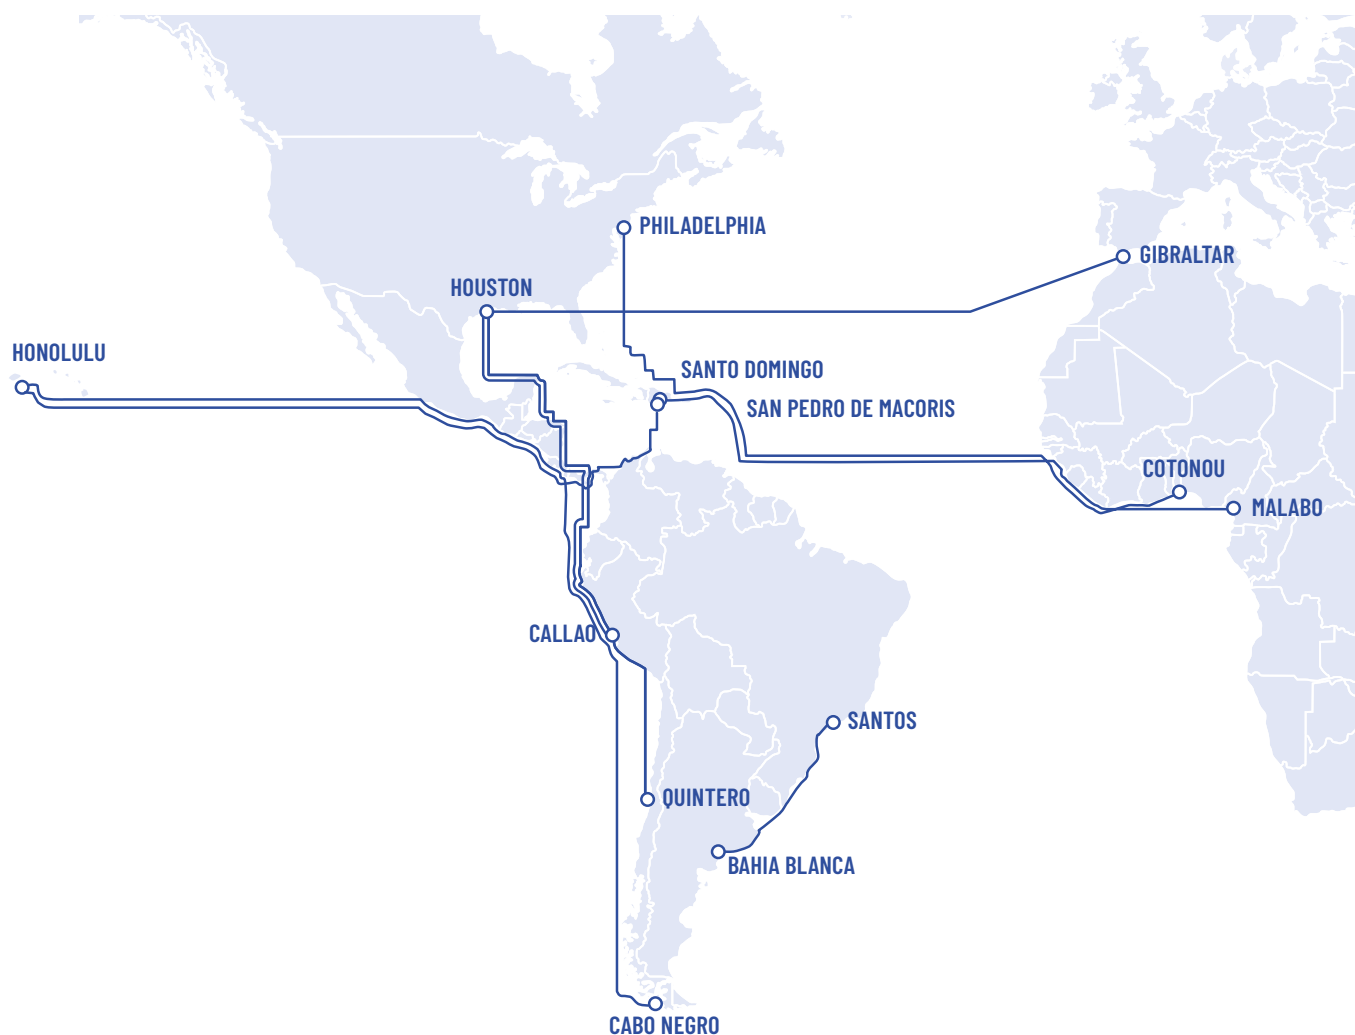 PHILADELPHIA
GIBRALTAR
HOUSTON
HONOLULU
SANTO DOMINGO
SAN PEDRO DE MACORIS
COTONOU
MALABO
CALLAO
SANTOS
QUINTERO
BAHIA BLANCA
CABO NEGRO